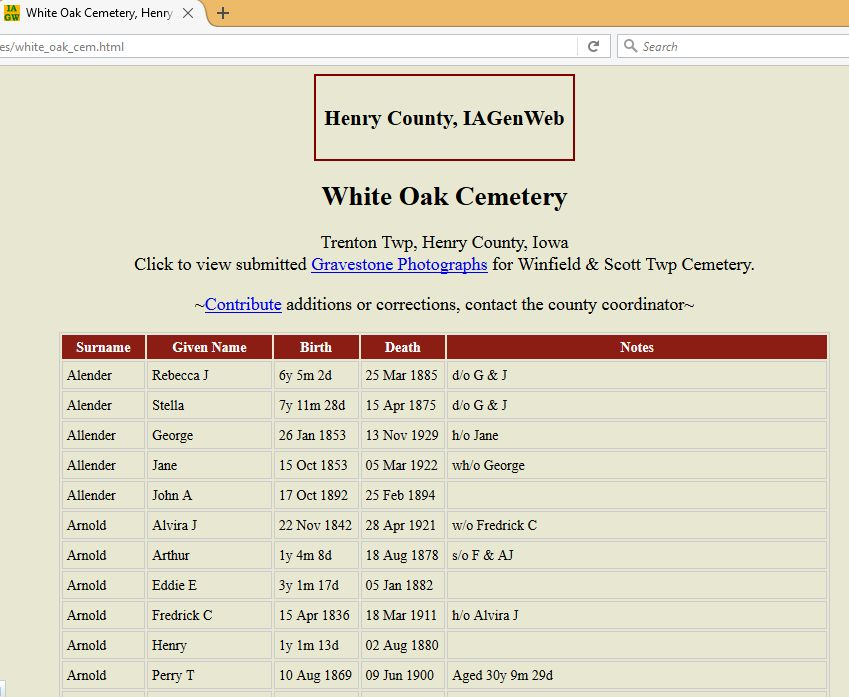 IA
GW
White Oak Cemetery, Henry
es/white_oak_cem.html
Search
Henry County, IAGenWeb
White Oak Cemetery
Trenton Twp, Henry County, Iowa
Click to view submitted Gravestone Photographs for Winfield & Scott Twp Cemetery.
~Contribute additions or corrections, contact the county coordinator~
Surname Given Name Birth Death Notes
Alender Rebecca J 6y 5m 2d 25 Mar 1885 d/o G & J
Alender Stella 7y 11m 28d 15 Apr 1875 d/o G & J
Allender George 26 Jan 1853 13 Nov 1929 h/o Jane
Allender Jane 15 Oct 1853 05 Mar 1922 wh/o George
Allender John A 17 Oct 1892 25 Feb 1894
Arnold Alvira J 22 Nov 1842 28 Apr 1921 w/o Fredrick C
Arnold Arthur 1y 4m 8d 18 Aug 1878 s/o F & AJ
Arnold Eddie E 3y 1m 17d 05 Jan 1882
Arnold Fredrick C 15 Apr 1836 18 Mar 1911 h/o Alvira J
Arnold Henry 1y 1m 13d 02 Aug 1880
Arnold Perry T 10 Aug 1869 09 Jun 1900 Aged 30y 9m 29d